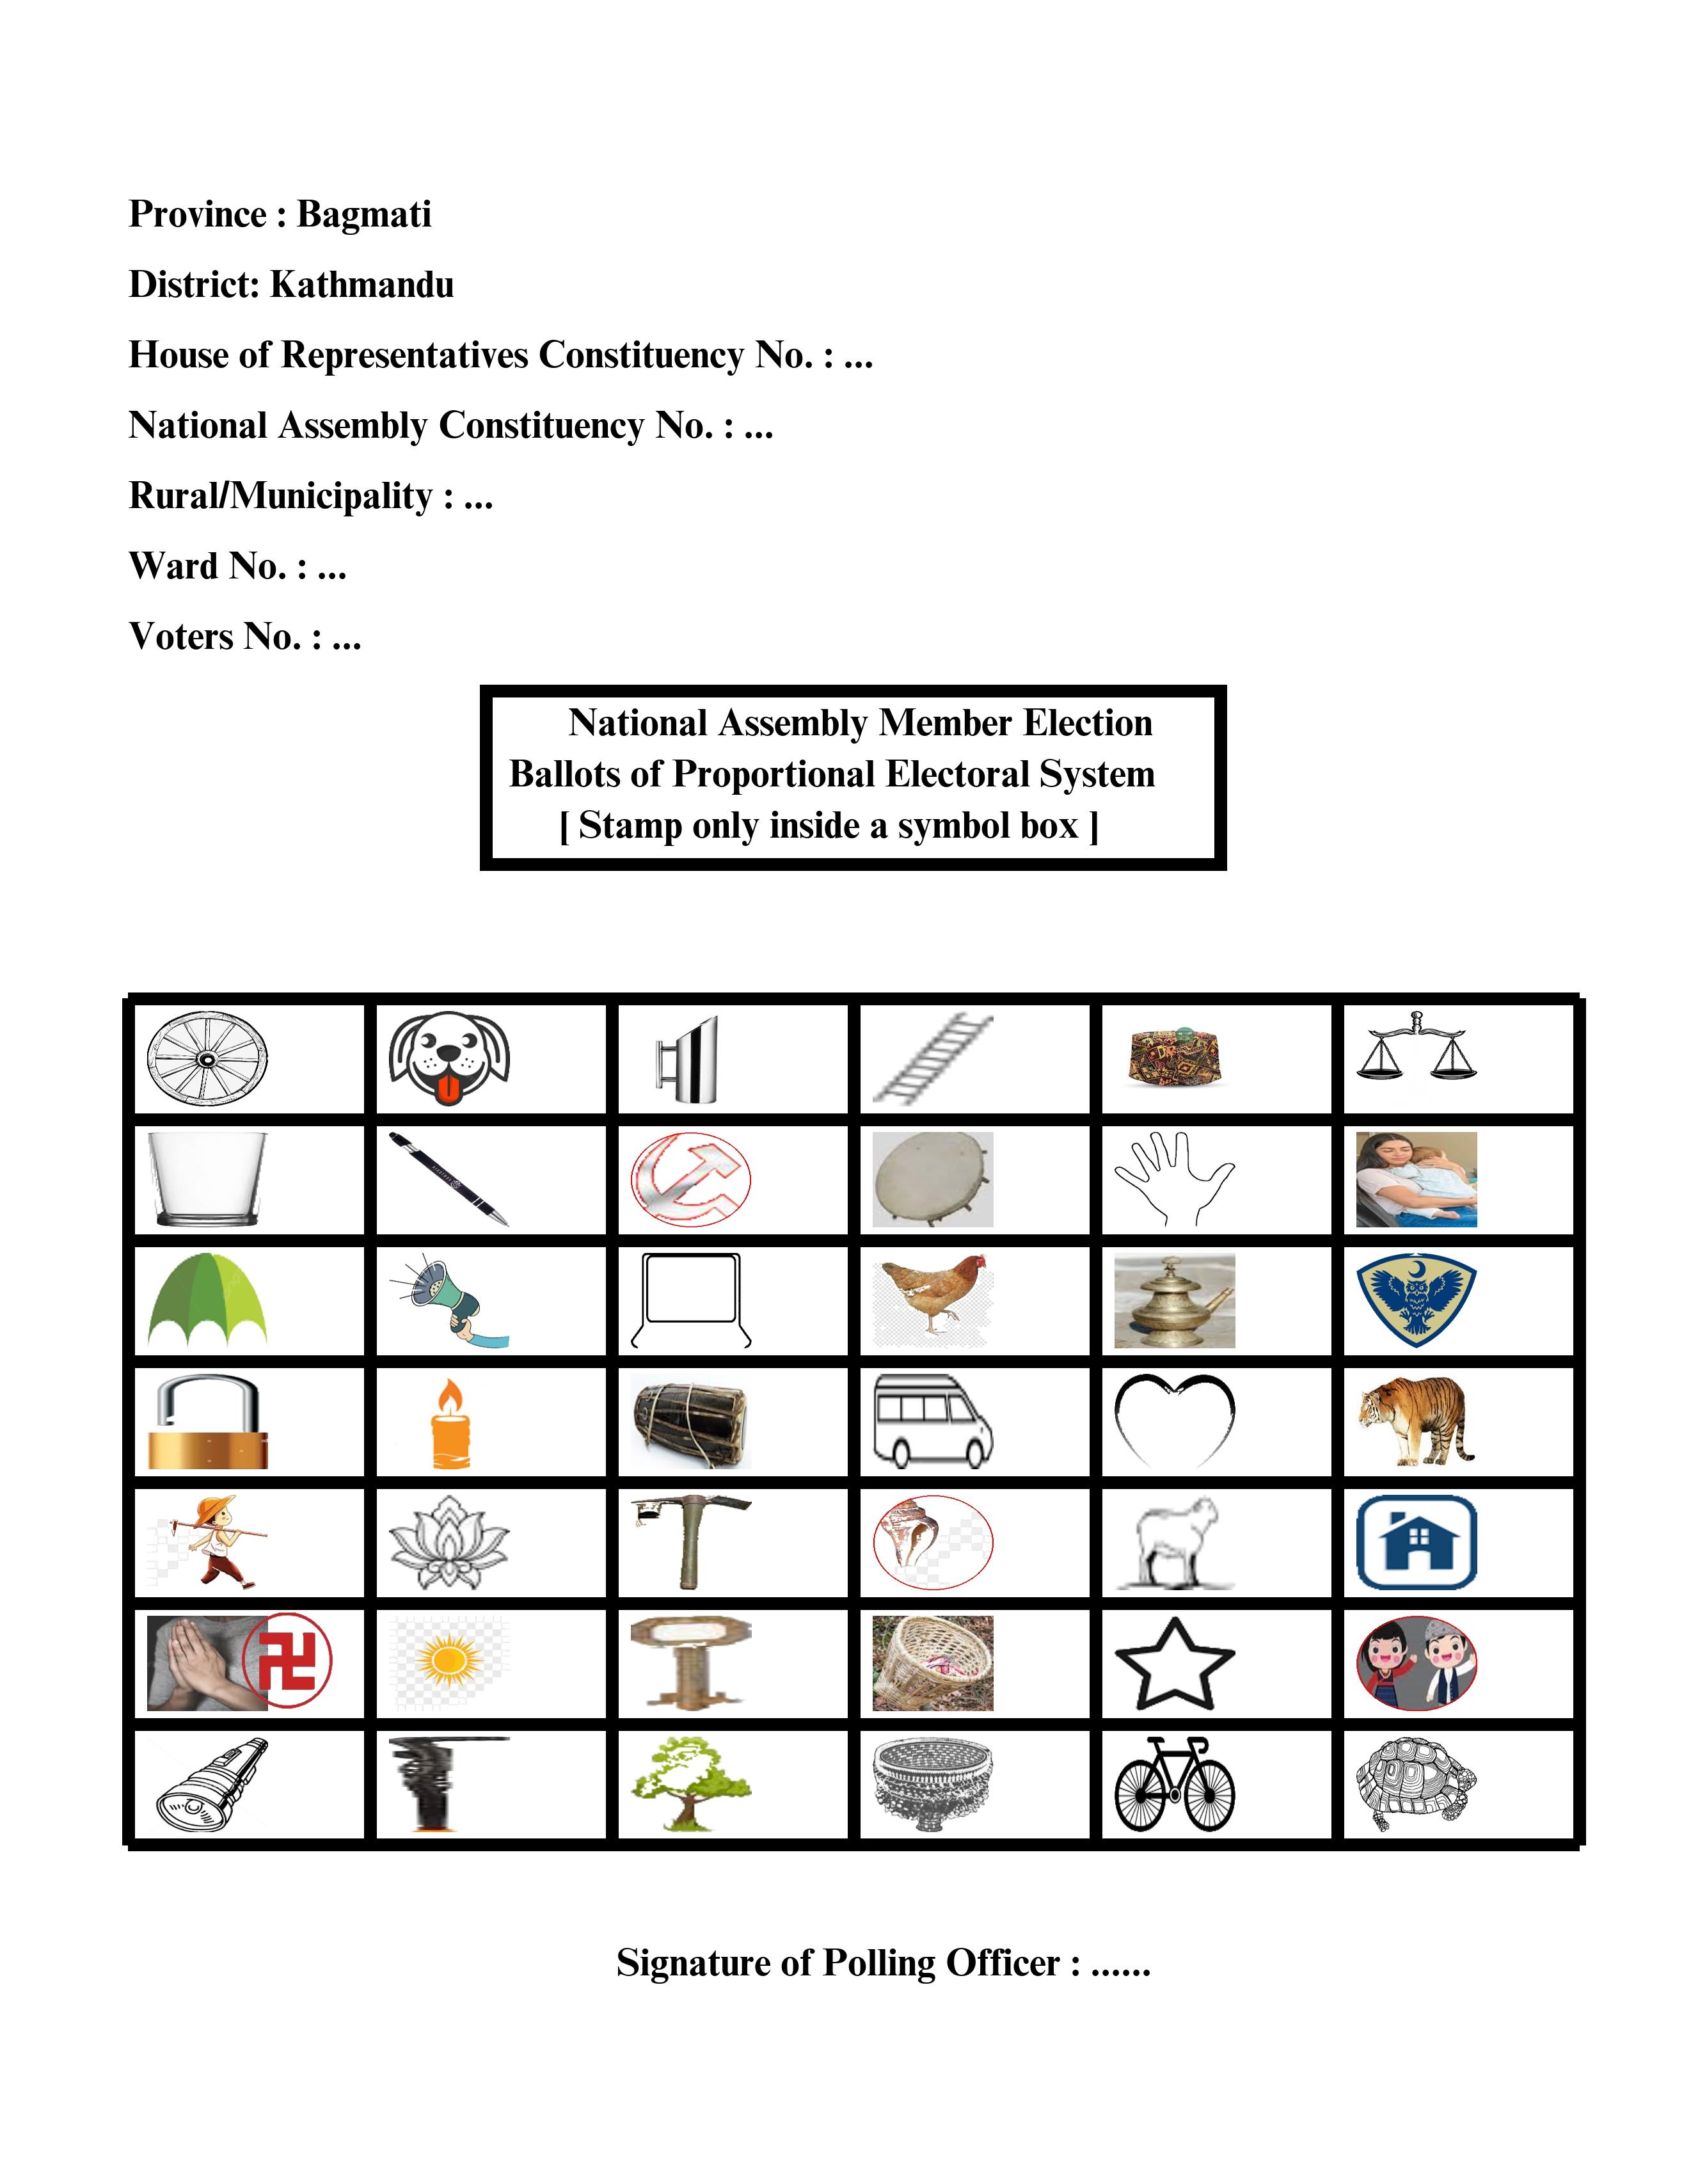 Province : Bagmati
District: Kathmandu
House of Representatives Constituency No. : ...
National Assembly Constituency No. : ...
Rural/Municipality : ...
Ward No. : ...
Voters No. : ...
National Assembly Member Election
Ballots of Proportional Electoral System
[ Stamp only inside a symbol box ]
Signature of Polling Officer : ......